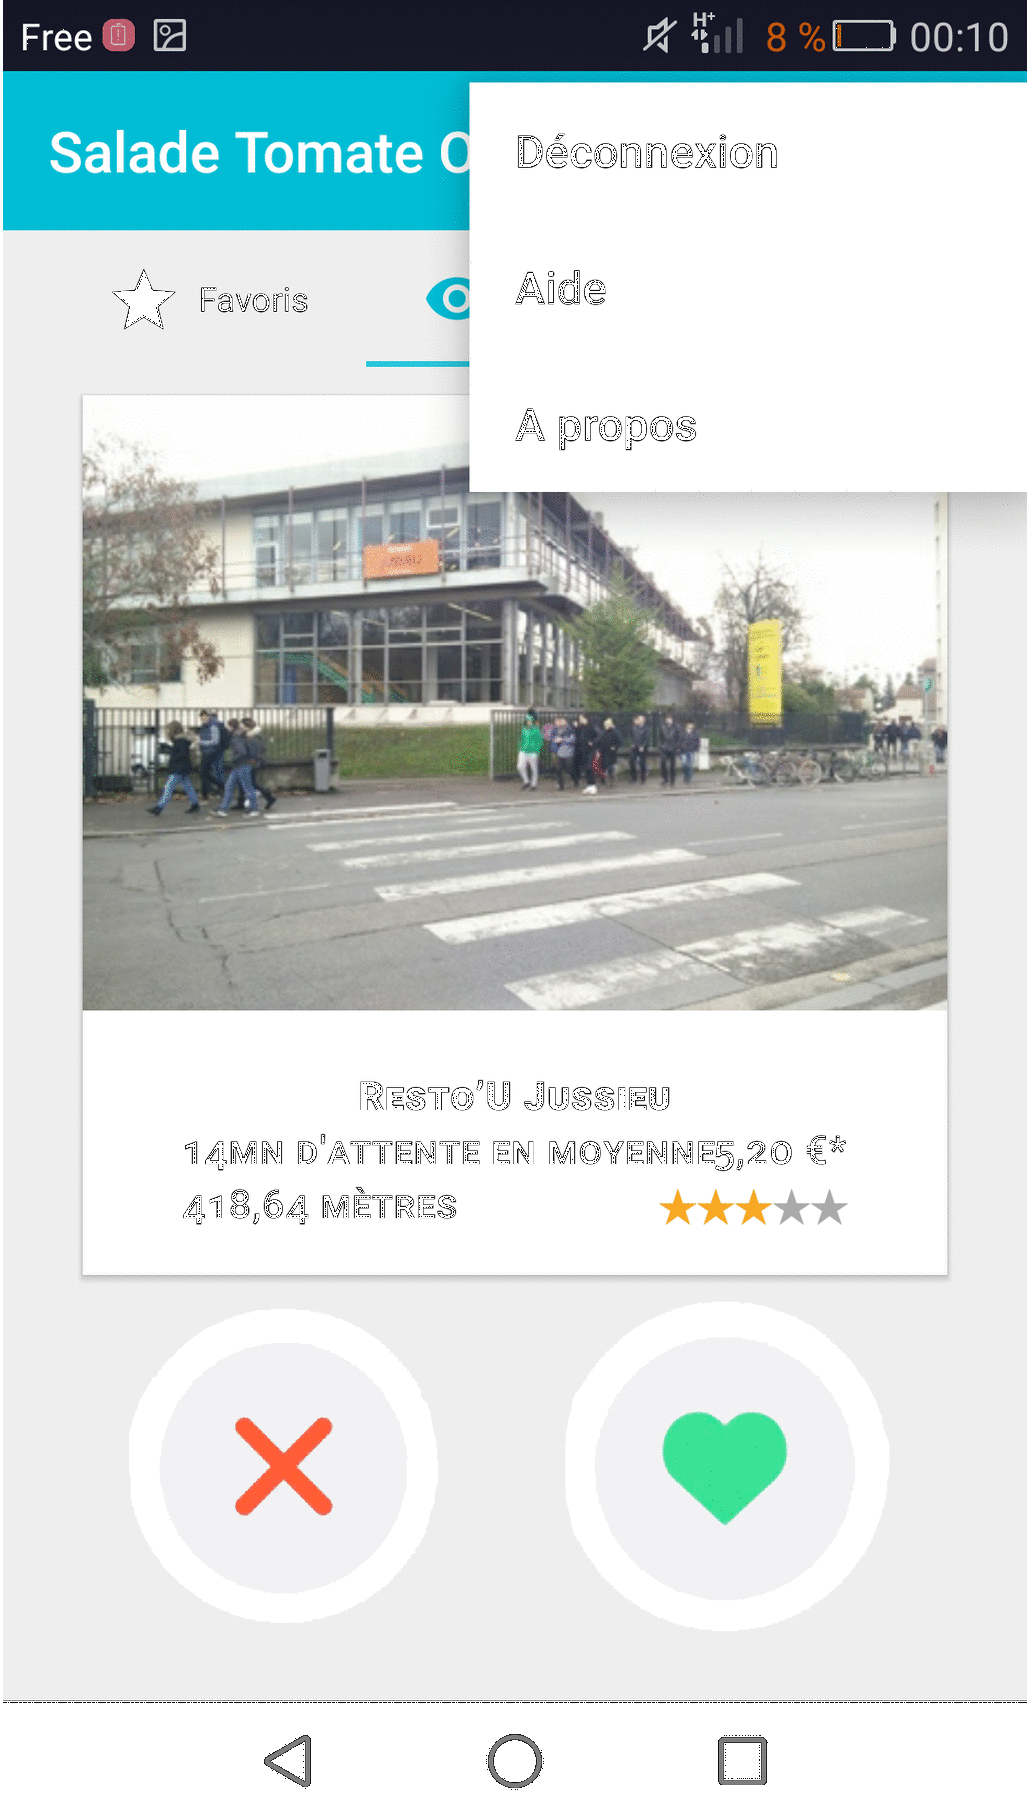 Free H+ 8 % 00:10
Salade Tomate O
Déconnexion
Aide
A propos
Favoris
Resto'U Jussieu
14mn d'attente en moyenne5,20 €*
418,64 mètres